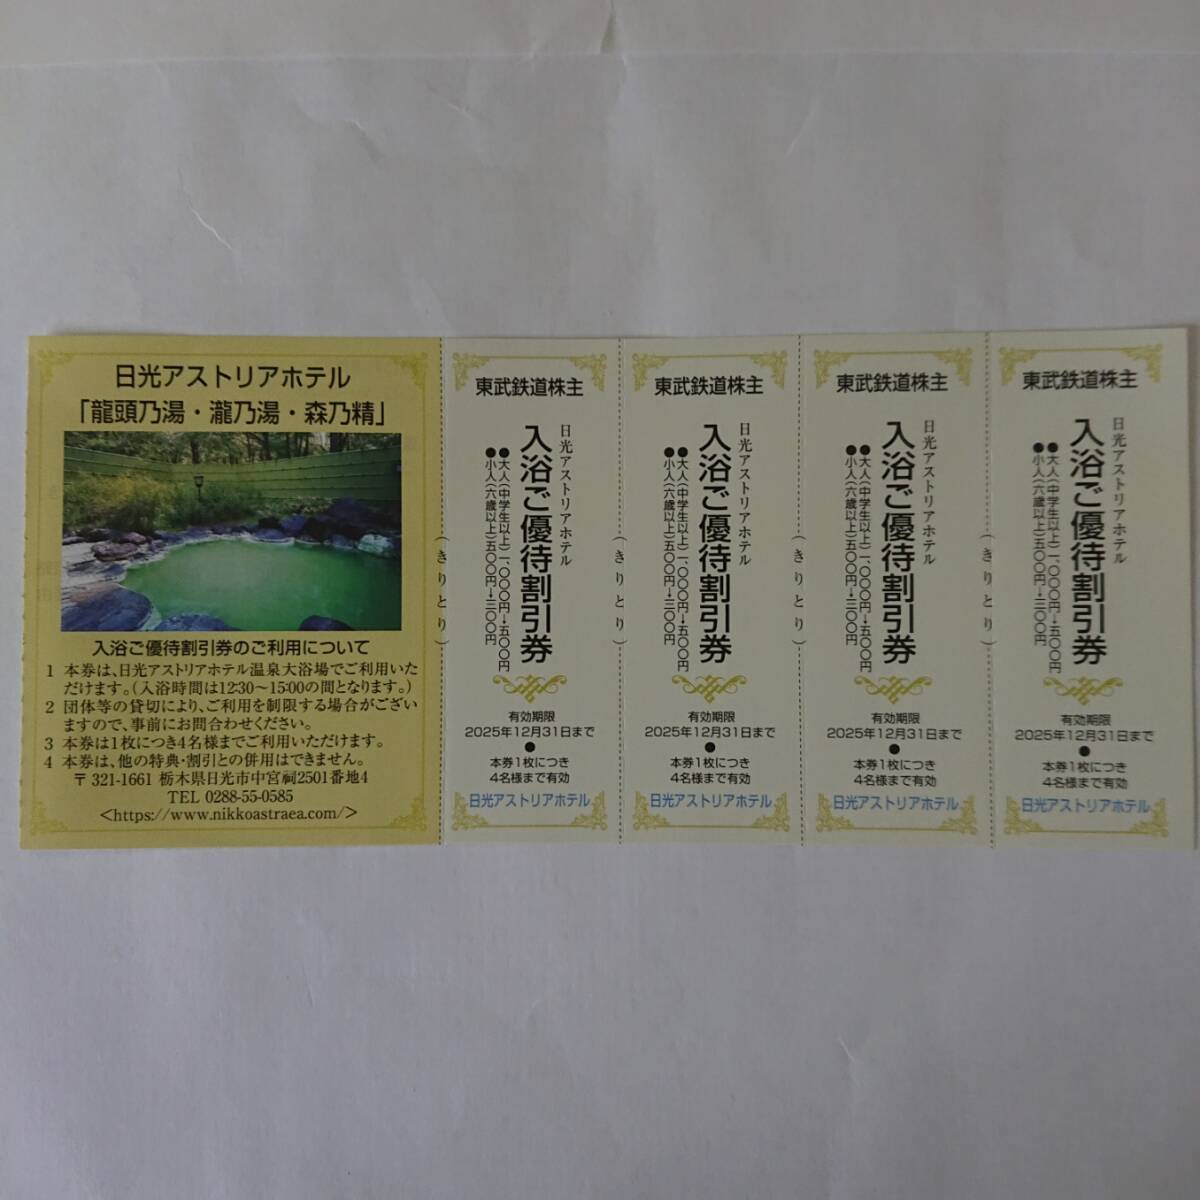 日光アストリアホテル
「龍頭乃湯・瀧乃湯・森乃精」
入浴ご優待割引券のご利用について
1 本券は、日光アストリアホテル温泉大浴場でご利用いた
だけます。（入浴時間は12:30～15:00の間となります。）
2 団体等の貸切により、ご利用を制限する場合がござい
ますので、事前にお問合わせください。
3 本券は1枚につき4名様までご利用いただけます。
4 本券は、他の特典・割引との併用はできません。
〒321-1661 栃木県日光市中宮祠2501番地4
TEL 0288-55-0585
<https://www.nikkoastraea.com/>
（きりとり）
東武鉄道株主
日光アストリアホテル
入浴ご優待割引券
●大人（中学生以上）一、〇〇〇円→五〇〇円
●小人（六歳以上）五〇〇円→三〇〇円
有効期限
2025年12月31日まで
●
本券1枚につき
4名様まで有効
日光アストリアホテル
（きりとり）
東武鉄道株主
日光アストリアホテル
入浴ご優待割引券
●大人（中学生以上）一、〇〇〇円→五〇〇円
●小人（六歳以上）五〇〇円→三〇〇円
有効期限
2025年12月31日まで
●
本券1枚につき
4名様まで有効
日光アストリアホテル
（きりとり）
東武鉄道株主
日光アストリアホテル
入浴ご優待割引券
●大人（中学生以上）一、〇〇〇円→五〇〇円
●小人（六歳以上）五〇〇円→三〇〇円
有効期限
2025年12月31日まで
●
本券1枚につき
4名様まで有効
日光アストリアホテル
（きりとり）
東武鉄道株主
日光アストリアホテル
入浴ご優待割引券
●大人（中学生以上）一、〇〇〇円→五〇〇円
●小人（六歳以上）五〇〇円→三〇〇円
有効期限
2025年12月31日まで
●
本券1枚につき
4名様まで有効
日光アストリアホテル